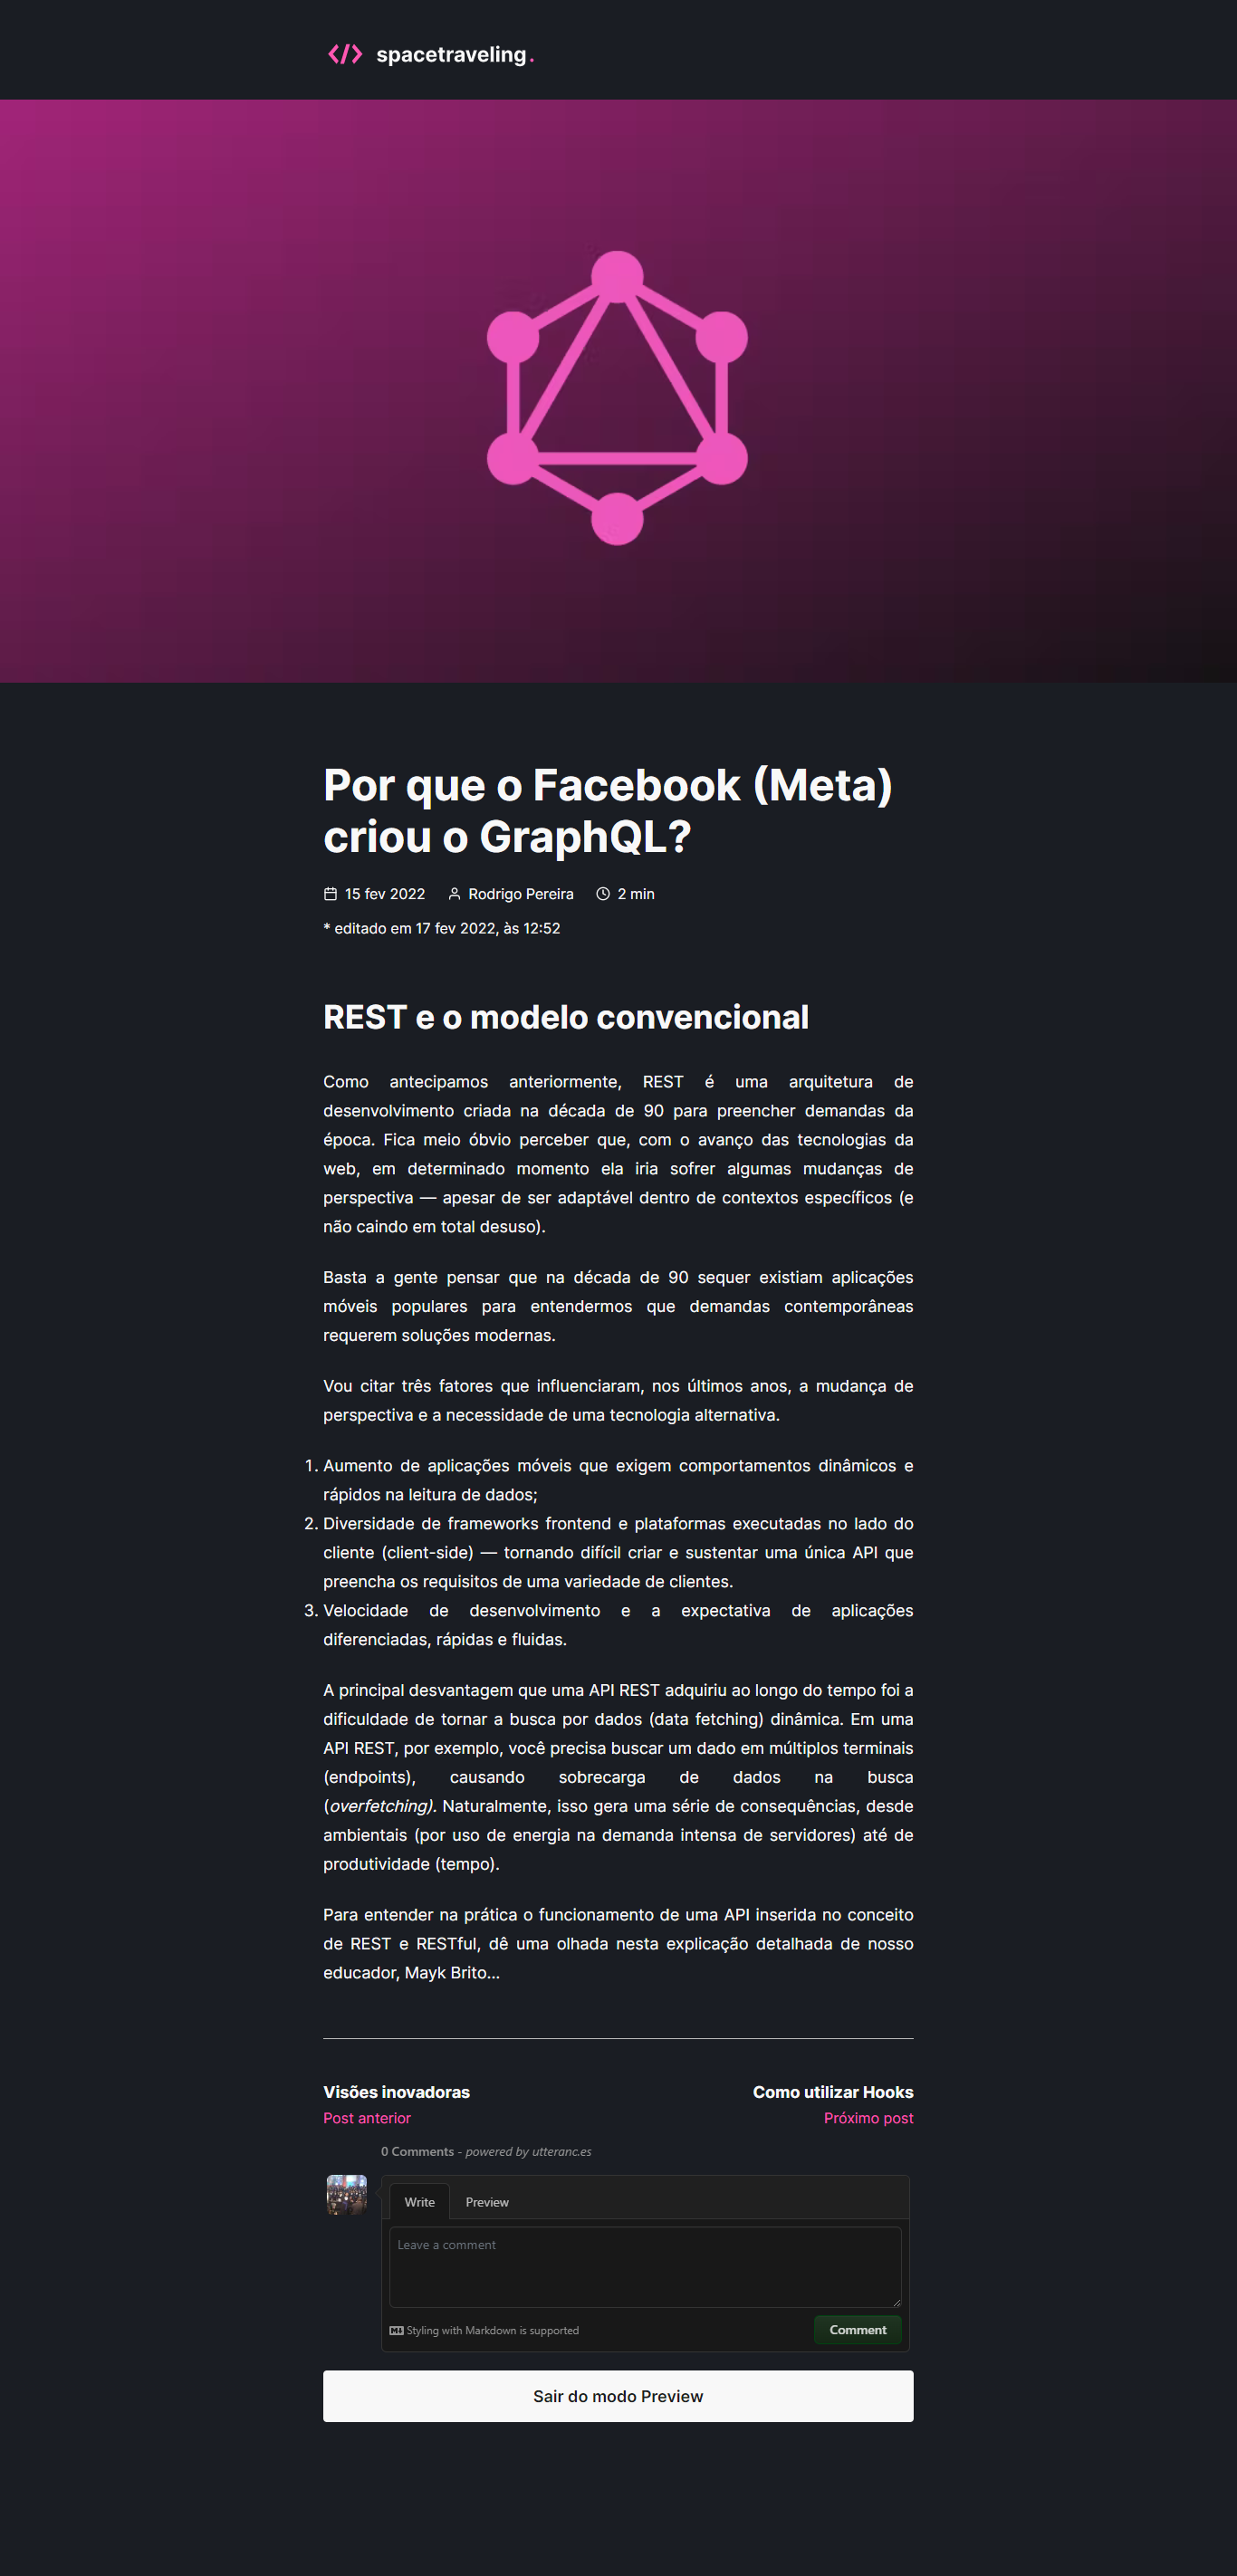 </> spacetraveling.
Por que o Facebook (Meta)
criou o GraphQL?
15 fev 2022 Rodrigo Pereira 2 min
* editado em 17 fev 2022, às 12:52
REST e o modelo convencional
Como antecipamos anteriormente, REST é uma arquitetura de
desenvolvimento criada na década de 90 para preencher demandas da
época. Fica meio óbvio perceber que, com o avanço das tecnologias da
web, em determinado momento ela iria sofrer algumas mudanças de
perspectiva — apesar de ser adaptável dentro de contextos específicos (e
não caindo em total desuso).
Basta a gente pensar que na década de 90 sequer existiam aplicações
móveis populares para entendermos que demandas contemporâneas
requerem soluções modernas.
Vou citar três fatores que influenciaram, nos últimos anos, a mudança de
perspectiva e a necessidade de uma tecnologia alternativa.
1. Aumento de aplicações móveis que exigem comportamentos dinâmicos e
rápidos na leitura de dados;
2. Diversidade de frameworks frontend e plataformas executadas no lado do
cliente (client-side) — tornando difícil criar e sustentar uma única API que
preencha os requisitos de uma variedade de clientes.
3. Velocidade de desenvolvimento e a expectativa de aplicações
diferenciadas, rápidas e fluidas.
A principal desvantagem que uma API REST adquiriu ao longo do tempo foi a
dificuldade de tornar a busca por dados (data fetching) dinâmica. Em uma
API REST, por exemplo, você precisa buscar um dado em múltiplos terminais
(endpoints), causando sobrecarga de dados na busca
(overfetching). Naturalmente, isso gera uma série de consequências, desde
ambientais (por uso de energia na demanda intensa de servidores) até de
produtividade (tempo).
Para entender na prática o funcionamento de uma API inserida no conceito
de REST e RESTful, dê uma olhada nesta explicação detalhada de nosso
educador, Mayk Brito...
Visões inovadoras Como utilizar Hooks
Post anterior Próximo post
0 Comments - powered by utteranc.es
Write Preview
Leave a comment
Styling with Markdown is supported Comment
Sair do modo Preview